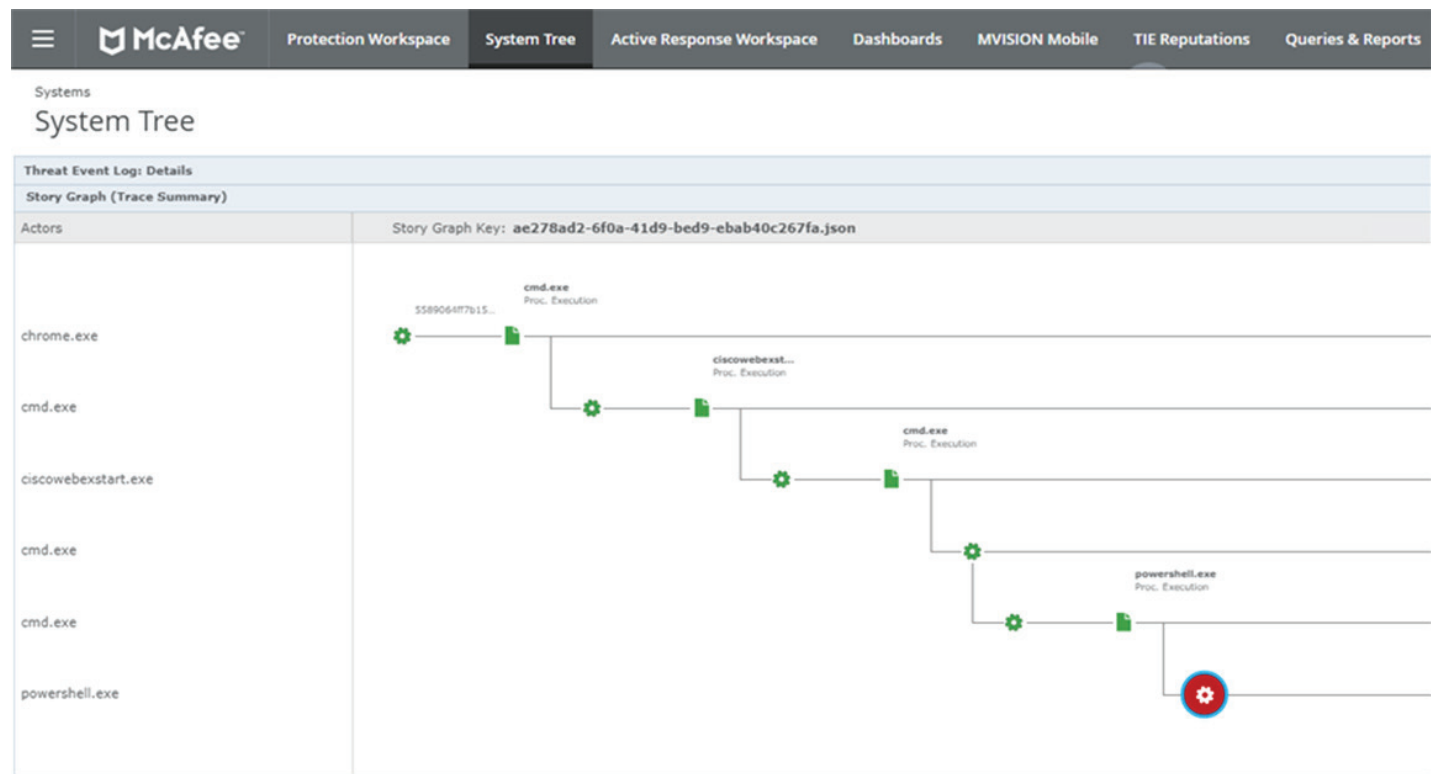 McAfee Protection Workspace System Tree Active Response Workspace Dashboards MVISION Mobile TIE Reputations Queries & Reports
Systems
System Tree
Threat Event Log: Details
Story Graph (Trace Summary)
Actors Story Graph Key: ae278ad2-6f0a-41d9-bed9-ebab40c267fa.json
cmd.exe
Proc. Execution
5589064ff7b15...
chrome.exe
ciscowebexst...
Proc. Execution
cmd.exe
cmd.exe
Proc. Execution
ciscowebexstart.exe
cmd.exe
powershell.exe
Proc. Execution
cmd.exe
powershell.exe